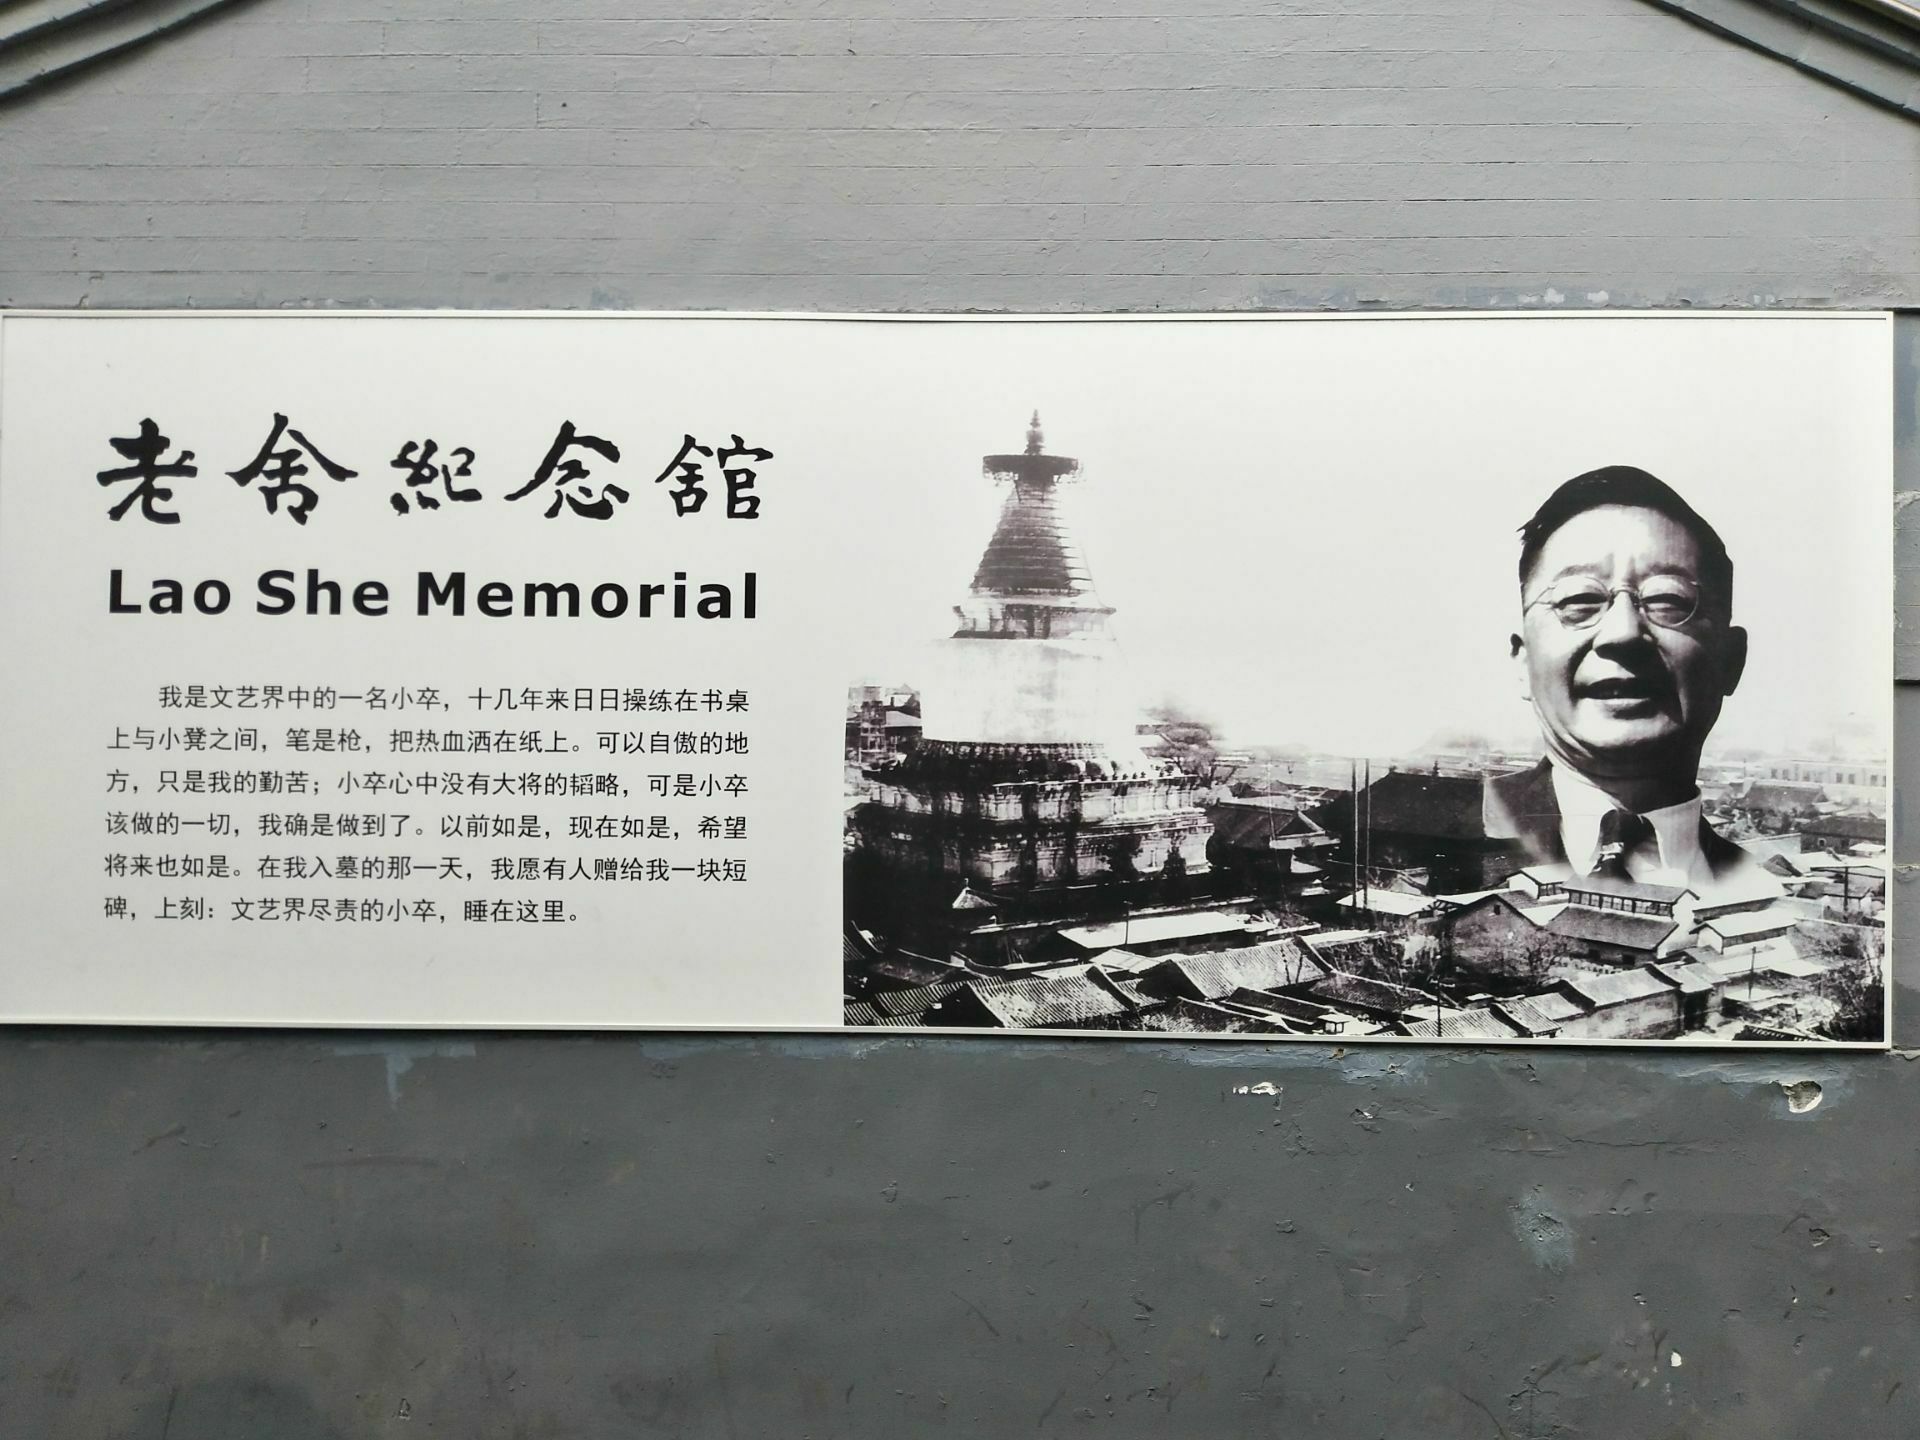 老舍紀念館
Lao She Memorial
我是文艺界中的一名小卒，十几年来日日操练在书桌
上与小凳之间，笔是枪，把热血洒在纸上。可以自傲的地
方，只是我的勤苦；小卒心中没有大将的韬略，可是小卒
该做的一切，我确是做到了。以前如是，现在如是，希望
将来也如是。在我入墓的那一天，我愿有人赠给我一块短
碑，上刻：文艺界尽责的小卒，睡在这里。